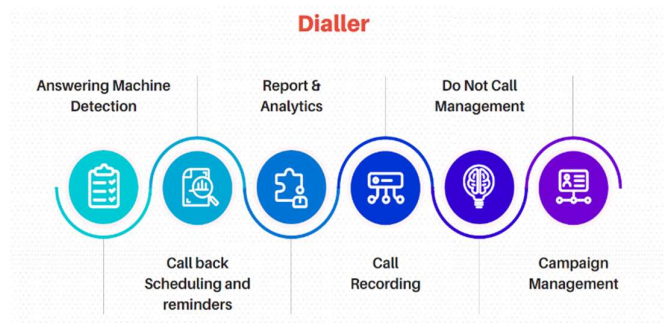 Dialler
Answering Machine
Detection
Report &
Analytics
Do Not Call
Management
Call back
Scheduling and
reminders
Call
Recording
Campaign
Management